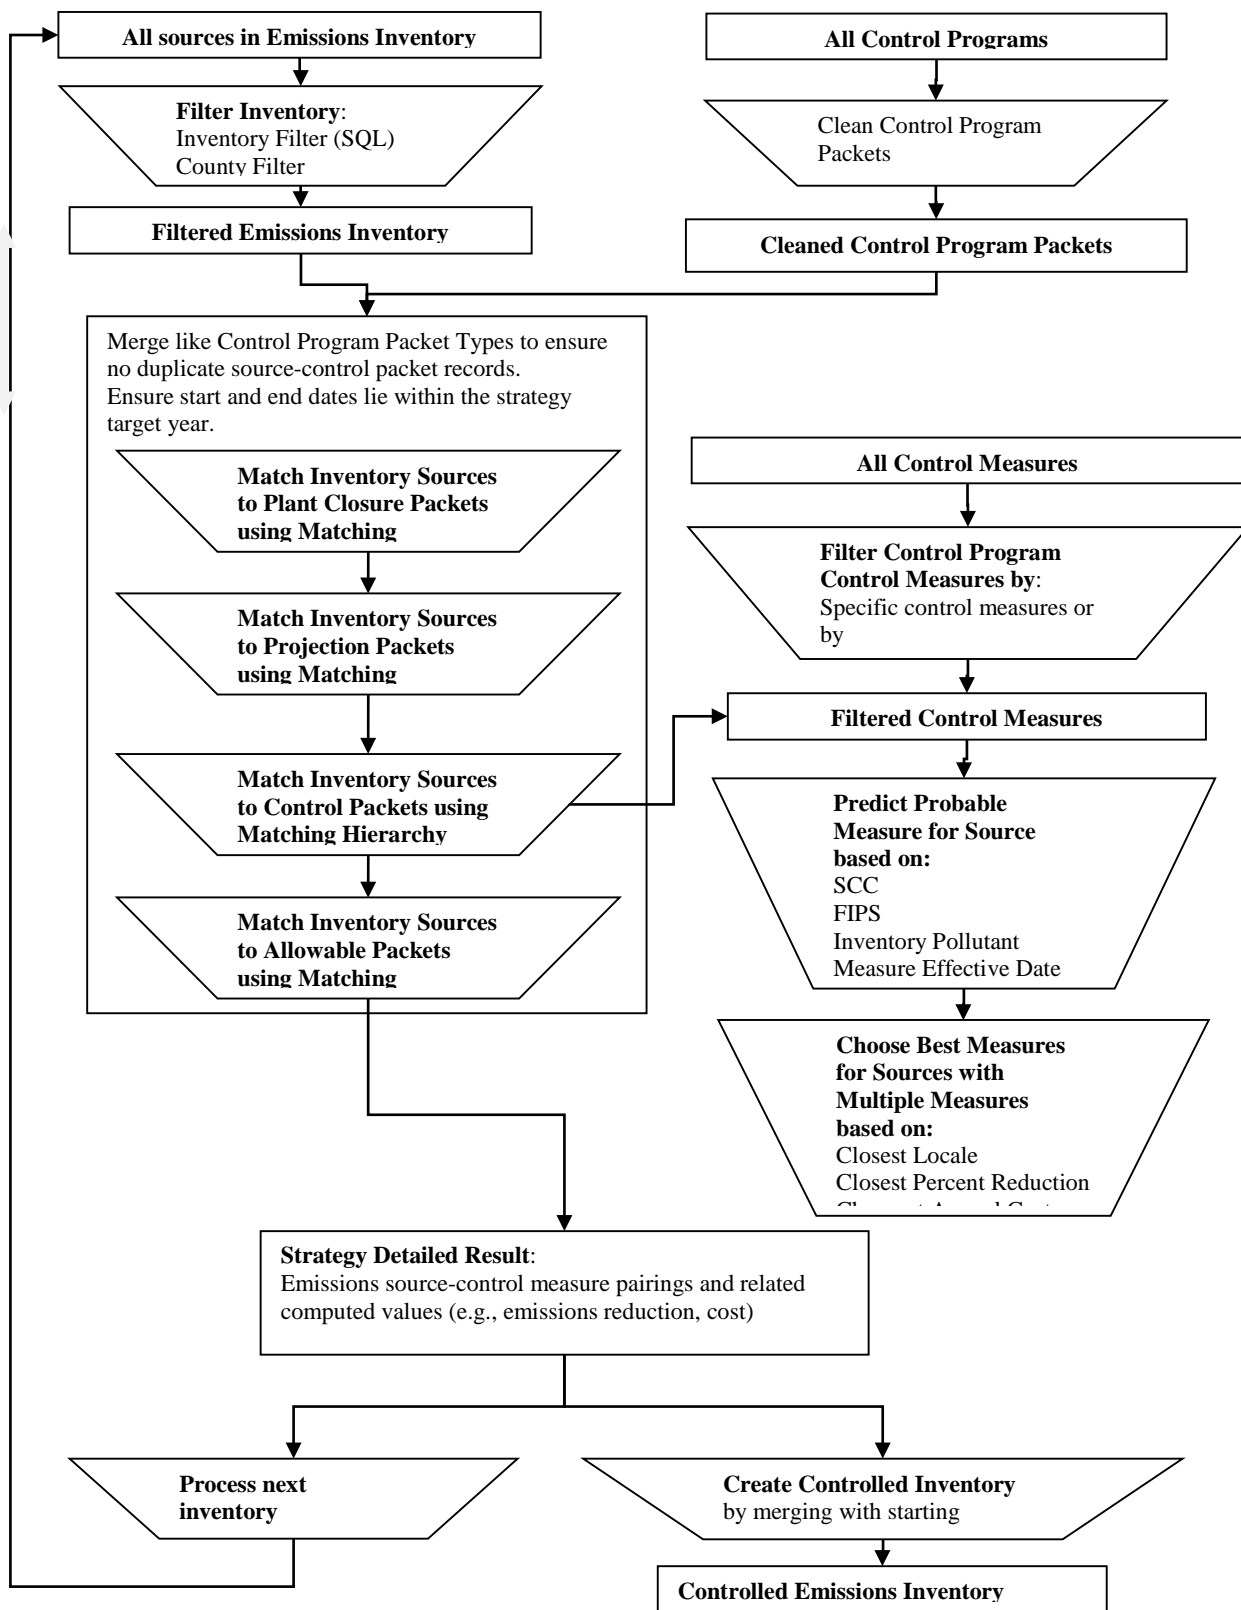 All sources in Emissions Inventory
Filter Inventory:
Inventory Filter (SQL)
County Filter
Filtered Emissions Inventory
All Control Programs
Clean Control Program
Packets
Cleaned Control Program Packets
Merge like Control Program Packet Types to ensure
no duplicate source-control packet records.
Ensure start and end dates lie within the strategy
target year.
Match Inventory Sources
to Plant Closure Packets
using Matching
Match Inventory Sources
to Projection Packets
using Matching
Match Inventory Sources
to Control Packets using
Matching Hierarchy
Match Inventory Sources
to Allowable Packets
using Matching
All Control Measures
Filter Control Program
Control Measures by:
Specific control measures or
by
Filtered Control Measures
Predict Probable
Measure for Source
based on:
SCC
FIPS
Inventory Pollutant
Measure Effective Date
Choose Best Measures
for Sources with
Multiple Measures
based on:
Closest Locale
Closest Percent Reduction
Strategy Detailed Result:
Emissions source-control measure pairings and related
computed values (e.g., emissions reduction, cost)
Process next
inventory
Create Controlled Inventory
by merging with starting
Controlled Emissions Inventory